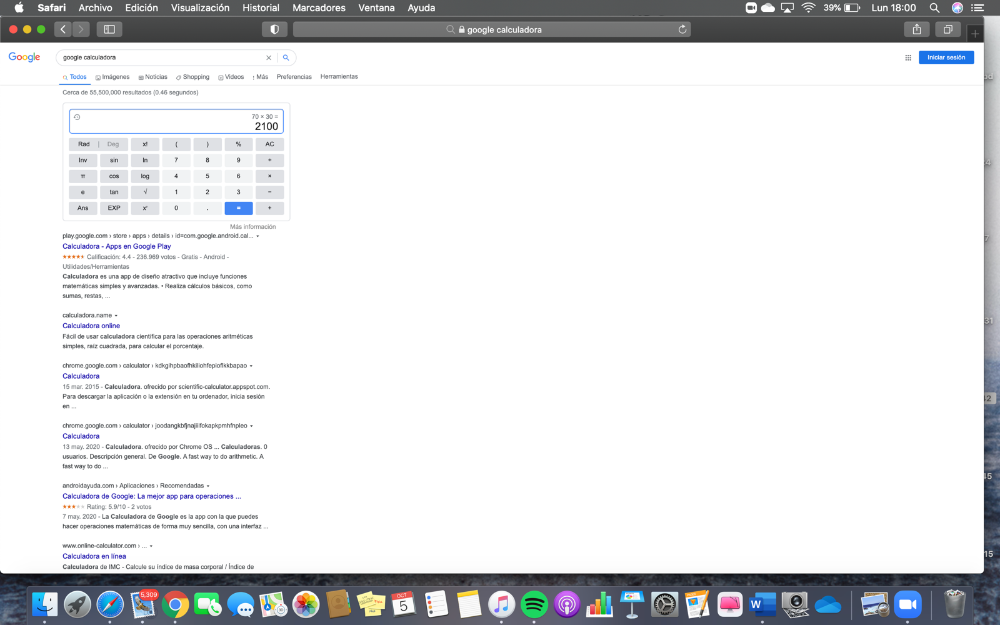 Safari Archivo Edición Visualización Historial Marcadores Ventana Ayuda 39% Lun 18:00
google calculadora
Google google calculadora Iniciar sesión
Todos Imágenes Noticias Shopping Videos Más Preferencias Herramientas
Cerca de 55,500,000 resultados (0.46 segundos)
70 × 30 =
2100
Rad | Deg x! ( ) % AC
Inv sin ln 7 8 9 ÷
π cos log 4 5 6 ×
e tan √ 1 2 3 −
Ans EXP xʸ 0 . = +
Más información
play.google.com › store › apps › details › id=com.google.android.cal...
Calculadora - Apps en Google Play
Calificación: 4.4 - 236.969 votos - Gratis - Android -
Utilidades/Herramientas
Calculadora es una app de diseño atractivo que incluye funciones
matemáticas simples y avanzadas. • Realiza cálculos básicos, como
sumas, restas, ...
calculadora.name
Calculadora online
Fácil de usar calculadora científica para las operaciones aritméticas
simples, raíz cuadrada, para calcular el porcentaje.
chrome.google.com › calculator › kdkgihpbaofhkiliohfepioflkkbapao
Calculadora
15 mar. 2015 - Calculadora. ofrecido por scientific-calculator.appspot.com.
Para descargar la aplicación o la extensión en tu ordenador, inicia sesión
en ...
chrome.google.com › calculator › joodangkbfjnajiiifokapkpmhfnpleo
Calculadora
13 may. 2020 - Calculadora. ofrecido por Chrome OS ... Calculadoras. 0
usuarios. Descripción general. De Google. A fast way to do arithmetic. A
fast way to do ...
androidayuda.com › Aplicaciones › Recomendadas
Calculadora de Google: La mejor app para operaciones ...
Rating: 5.9/10 - 2 votos
7 may. 2020 - La Calculadora de Google es la app con la que puedes
hacer operaciones matemáticas de forma muy sencilla, con una interfaz ...
www.online-calculator.com › ...
Calculadora en línea
Calculadora de IMC - Calcule su índice de masa corporal / Índice de
5,309
OCT
5
W